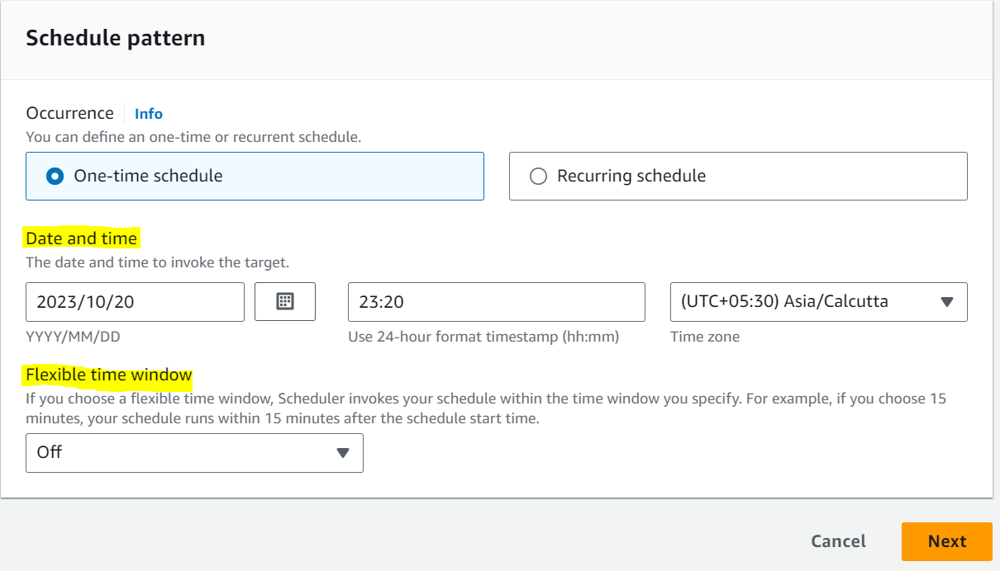 Schedule pattern
Occurrence Info
You can define an one-time or recurrent schedule.
One-time schedule
Recurring schedule
Date and time
The date and time to invoke the target.
2023/10/20
23:20
(UTC+05:30) Asia/Calcutta
YYYY/MM/DD
Use 24-hour format timestamp (hh:mm)
Time zone
Flexible time window
If you choose a flexible time window, Scheduler invokes your schedule within the time window you specify. For example, if you choose 15
minutes, your schedule runs within 15 minutes after the schedule start time.
Off
Cancel
Next